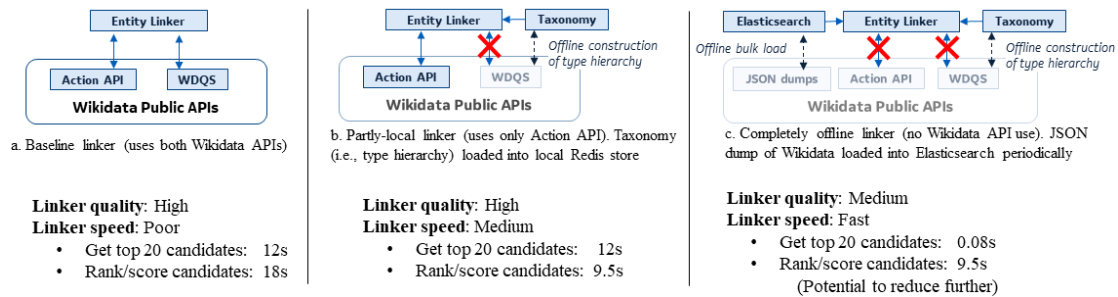 Entity Linker
Action API
WDQS
Wikidata Public APIs
a. Baseline linker (uses both Wikidata APIs)
Linker quality: High
Linker speed: Poor
• Get top 20 candidates: 12s
• Rank/score candidates: 18s
Entity Linker
Taxonomy
Offline construction
of type hierarchy
Action API
WDQS
Wikidata Public APIs
b. Partly-local linker (uses only Action API). Taxonomy
(i.e., type hierarchy) loaded into local Redis store
Linker quality: High
Linker speed: Medium
• Get top 20 candidates: 12s
• Rank/score candidates: 9.5s
Elasticsearch
Entity Linker
Taxonomy
Offline bulk load
Offline construction
of type hierarchy
JSON dumps
Action API
WDQS
Wikidata Public APIs
c. Completely offline linker (no Wikidata API use). JSON
dump of Wikidata loaded into Elasticsearch periodically
Linker quality: Medium
Linker speed: Fast
• Get top 20 candidates: 0.08s
• Rank/score candidates: 9.5s
(Potential to reduce further)